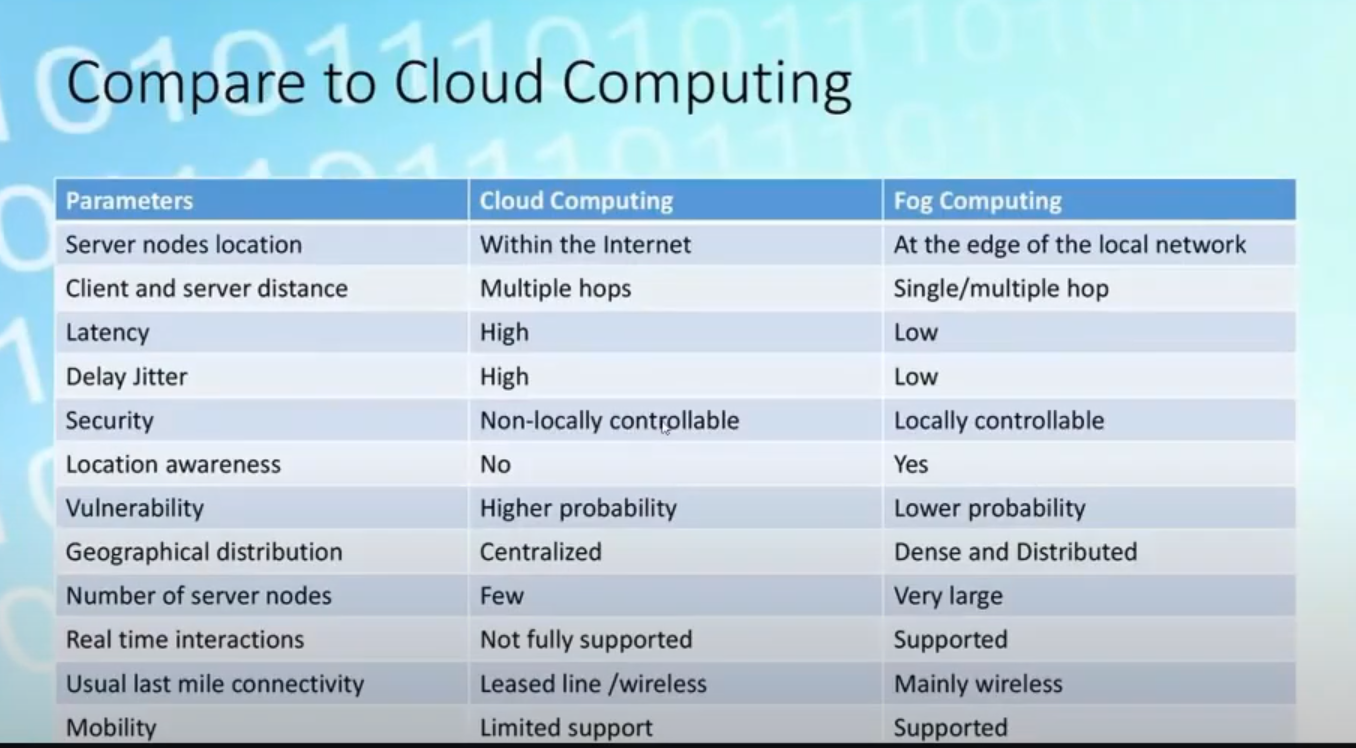 Compare to Cloud Computing
Parameters Cloud Computing Fog Computing
Server nodes location Within the Internet At the edge of the local network
Client and server distance Multiple hops Single/multiple hop
Latency High Low
Delay Jitter High Low
Security Non-locally controllable Locally controllable
Location awareness No Yes
Vulnerability Higher probability Lower probability
Geographical distribution Centralized Dense and Distributed
Number of server nodes Few Very large
Real time interactions Not fully supported Supported
Usual last mile connectivity Leased line /wireless Mainly wireless
Mobility Limited support Supported